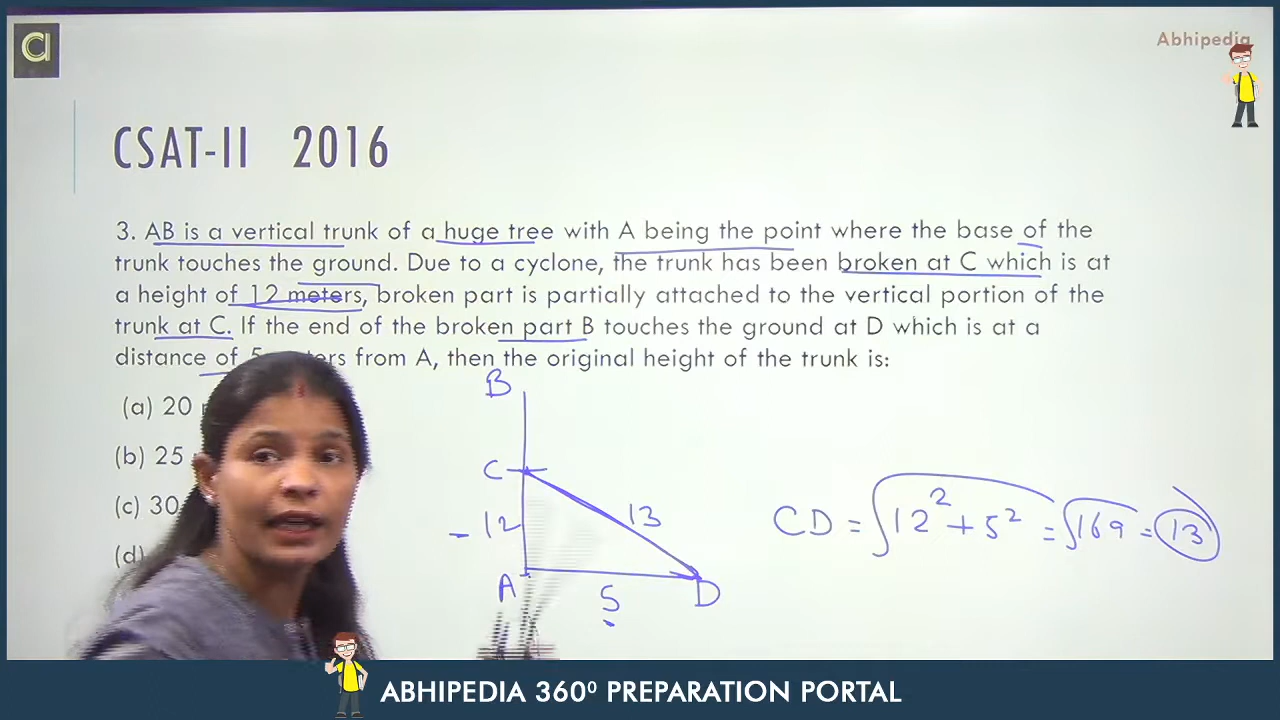 Abhipedia
CSAT-II 2016
3. AB is a vertical trunk of a huge tree with A being the point where the base of the
trunk touches the ground. Due to a cyclone, the trunk has been broken at C which is at
a height of 12 meters, broken part is partially attached to the vertical portion of the
trunk at C. If the end of the broken part B touches the ground at D which is at a
distance of 5 from A, then the original height of the trunk is:
(a) 20
(b) 25
(c) 30
(d)
B
C
12
13
A
5
D
CD = √12² + 5² = √169 = 13
ABHIPEDIA 360⁰ PREPARATION PORTAL